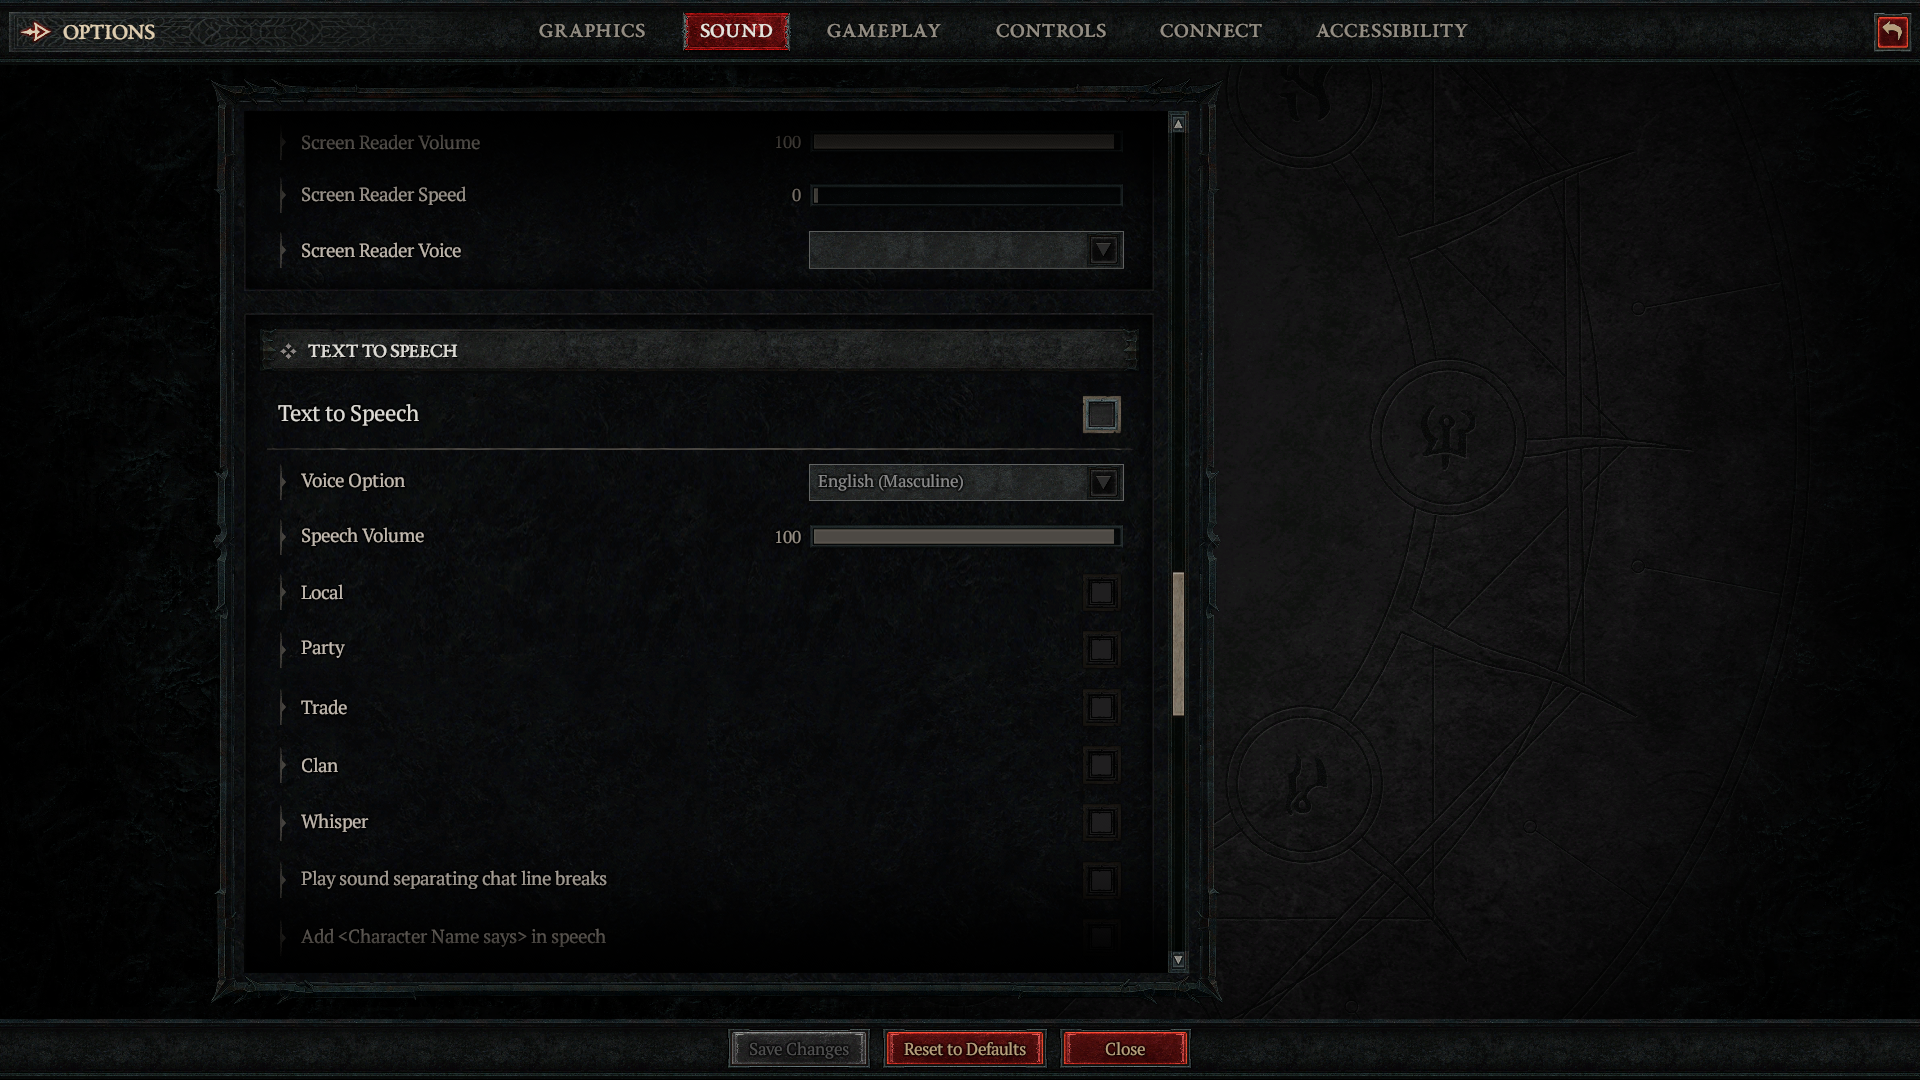 OPTIONS
GRAPHICS
SOUND
GAMEPLAY
CONTROLS
CONNECT
ACCESSIBILITY
Screen Reader Volume 100
Screen Reader Speed 0
Screen Reader Voice
TEXT TO SPEECH
Text to Speech
Voice Option English (Masculine)
Speech Volume 100
Local
Party
Trade
Clan
Whisper
Play sound separating chat line breaks
Add <Character Name says> in speech
Save Changes
Reset to Defaults
Close